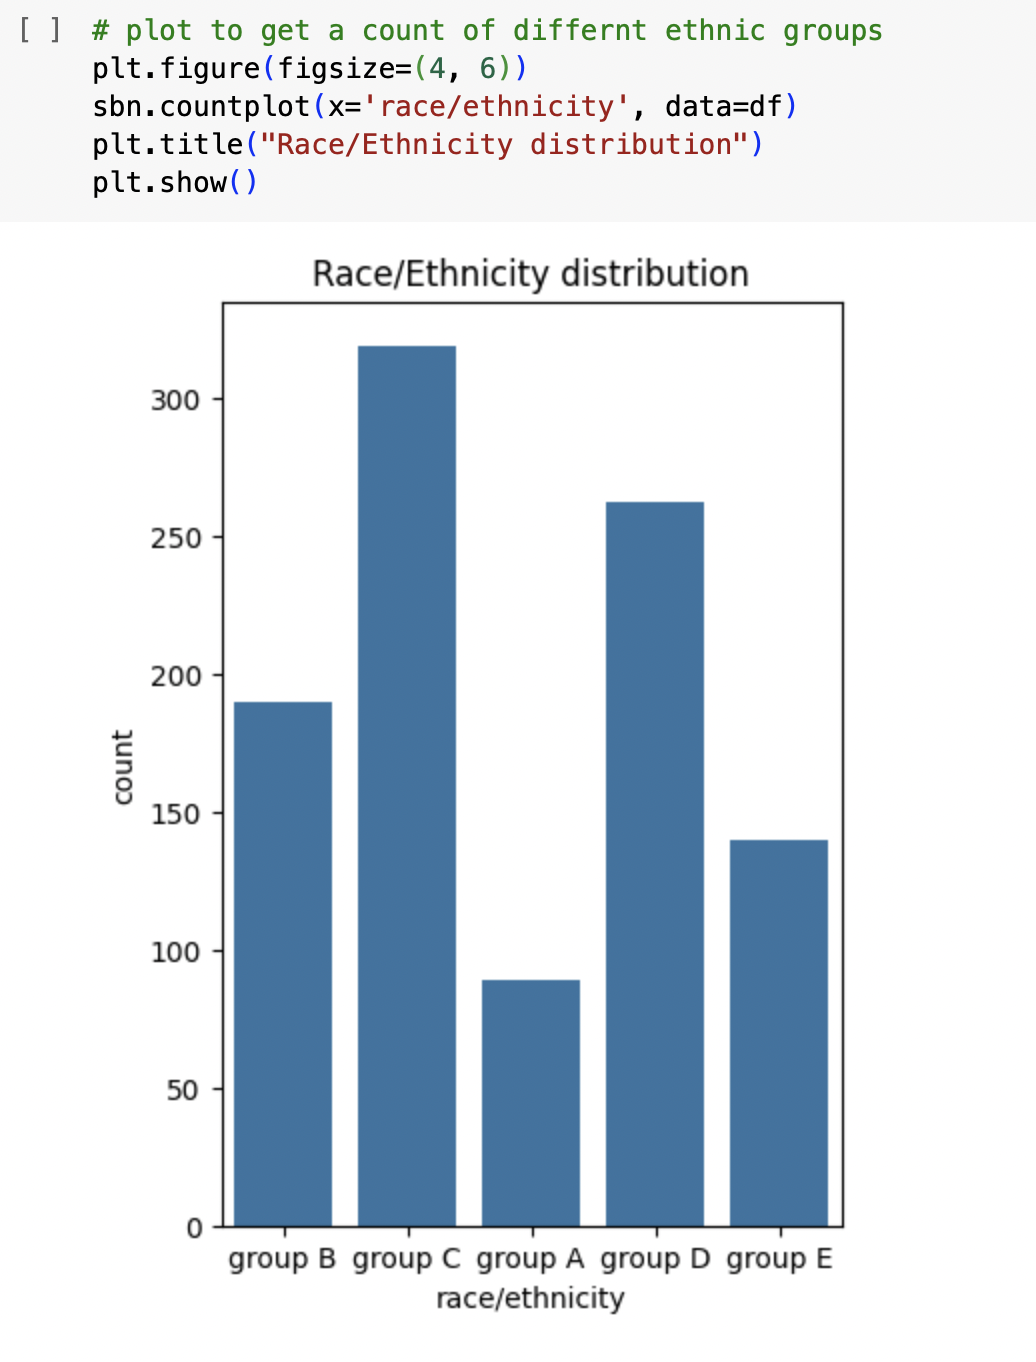 [ ] # plot to get a count of differnt ethnic groups
plt.figure(figsize=(4, 6))
sbn.countplot(x='race/ethnicity', data=df)
plt.title("Race/Ethnicity distribution")
plt.show()
Race/Ethnicity distribution
300
250
200
150
100
50
0
count
group B group C group A group D group E
race/ethnicity